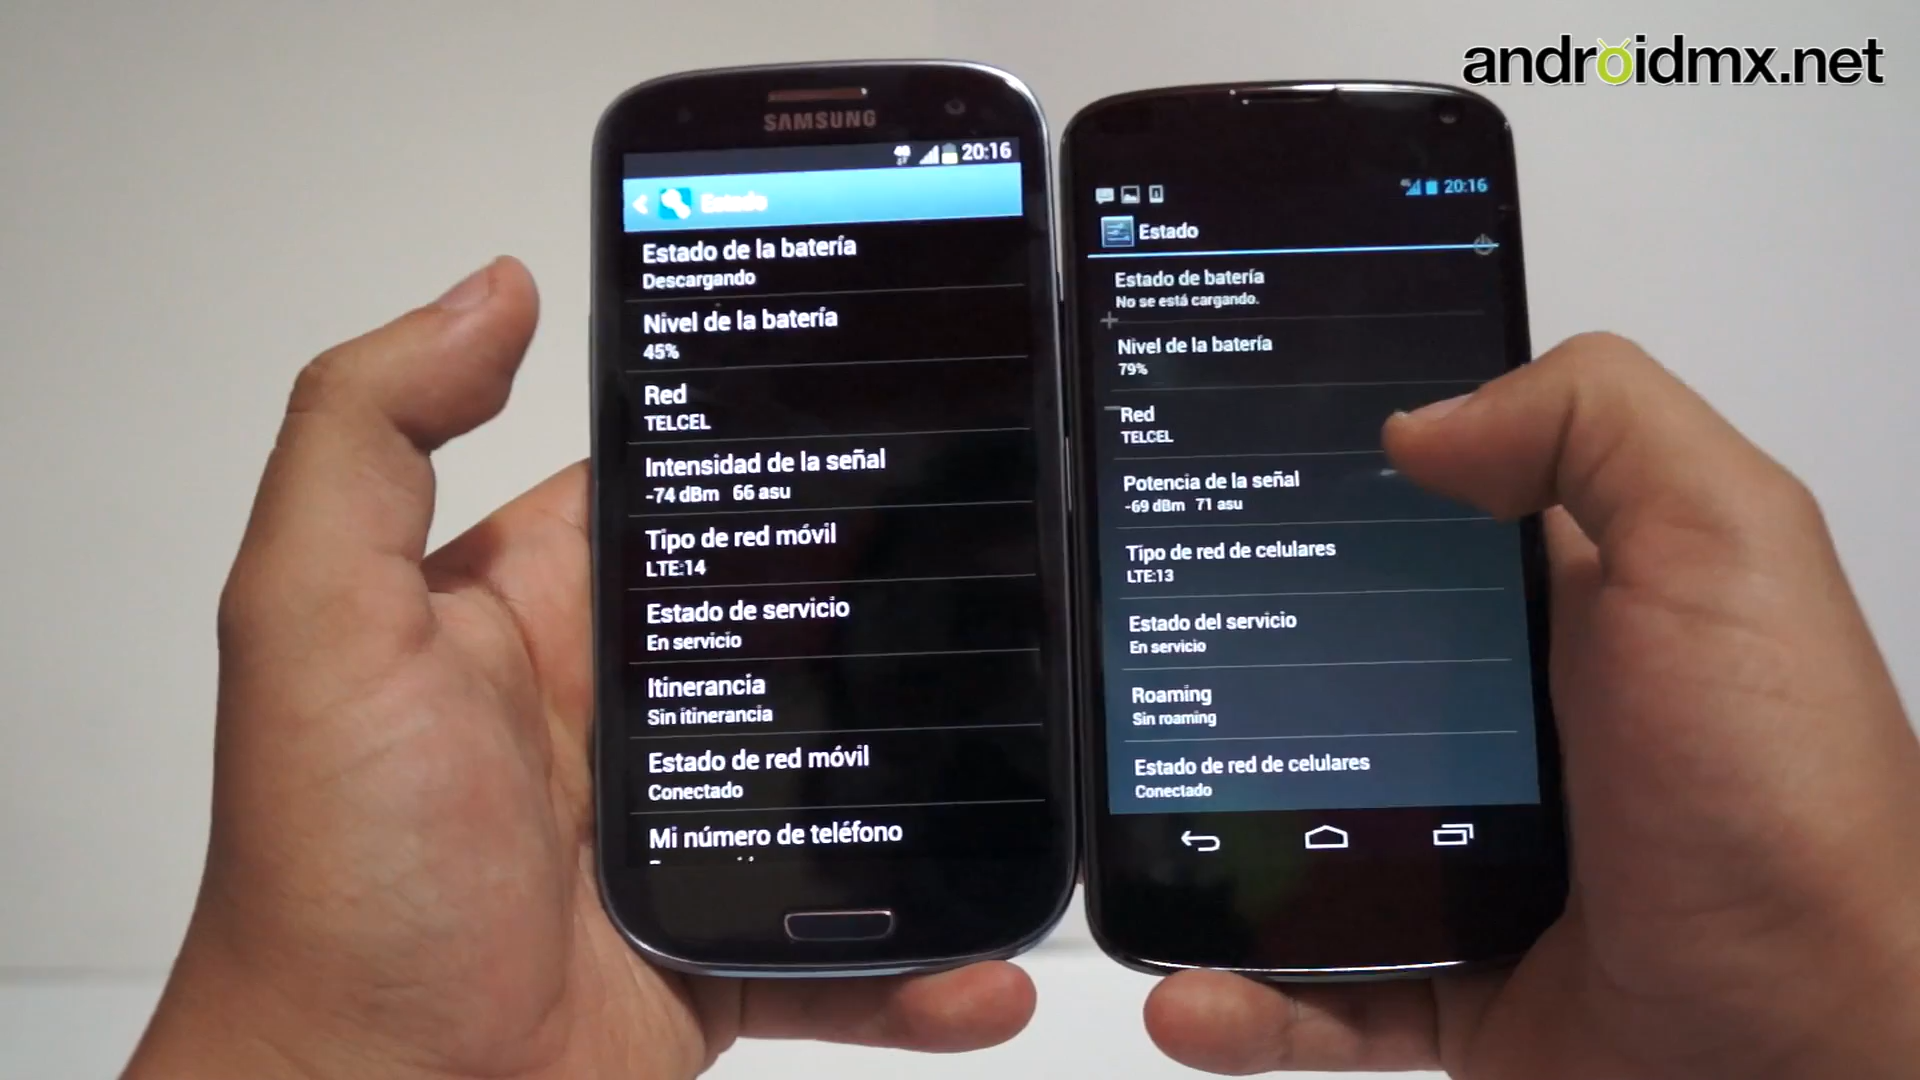 androidmx.net
SAMSUNG
4G 20:16
Estado
Estado de la batería
Descargando
Nivel de la batería
45%
Red
TELCEL
Intensidad de la señal
-74 dBm 66 asu
Tipo de red móvil
LTE:14
Estado de servicio
En servicio
Itinerancia
Sin itinerancia
Estado de red móvil
Conectado
Mi número de teléfono
4G 20:16
Estado
Estado de batería
No se está cargando.
Nivel de la batería
79%
Red
TELCEL
Potencia de la señal
-69 dBm 71 asu
Tipo de red de celulares
LTE:13
Estado del servicio
En servicio
Roaming
Sin roaming
Estado de red de celulares
Conectado